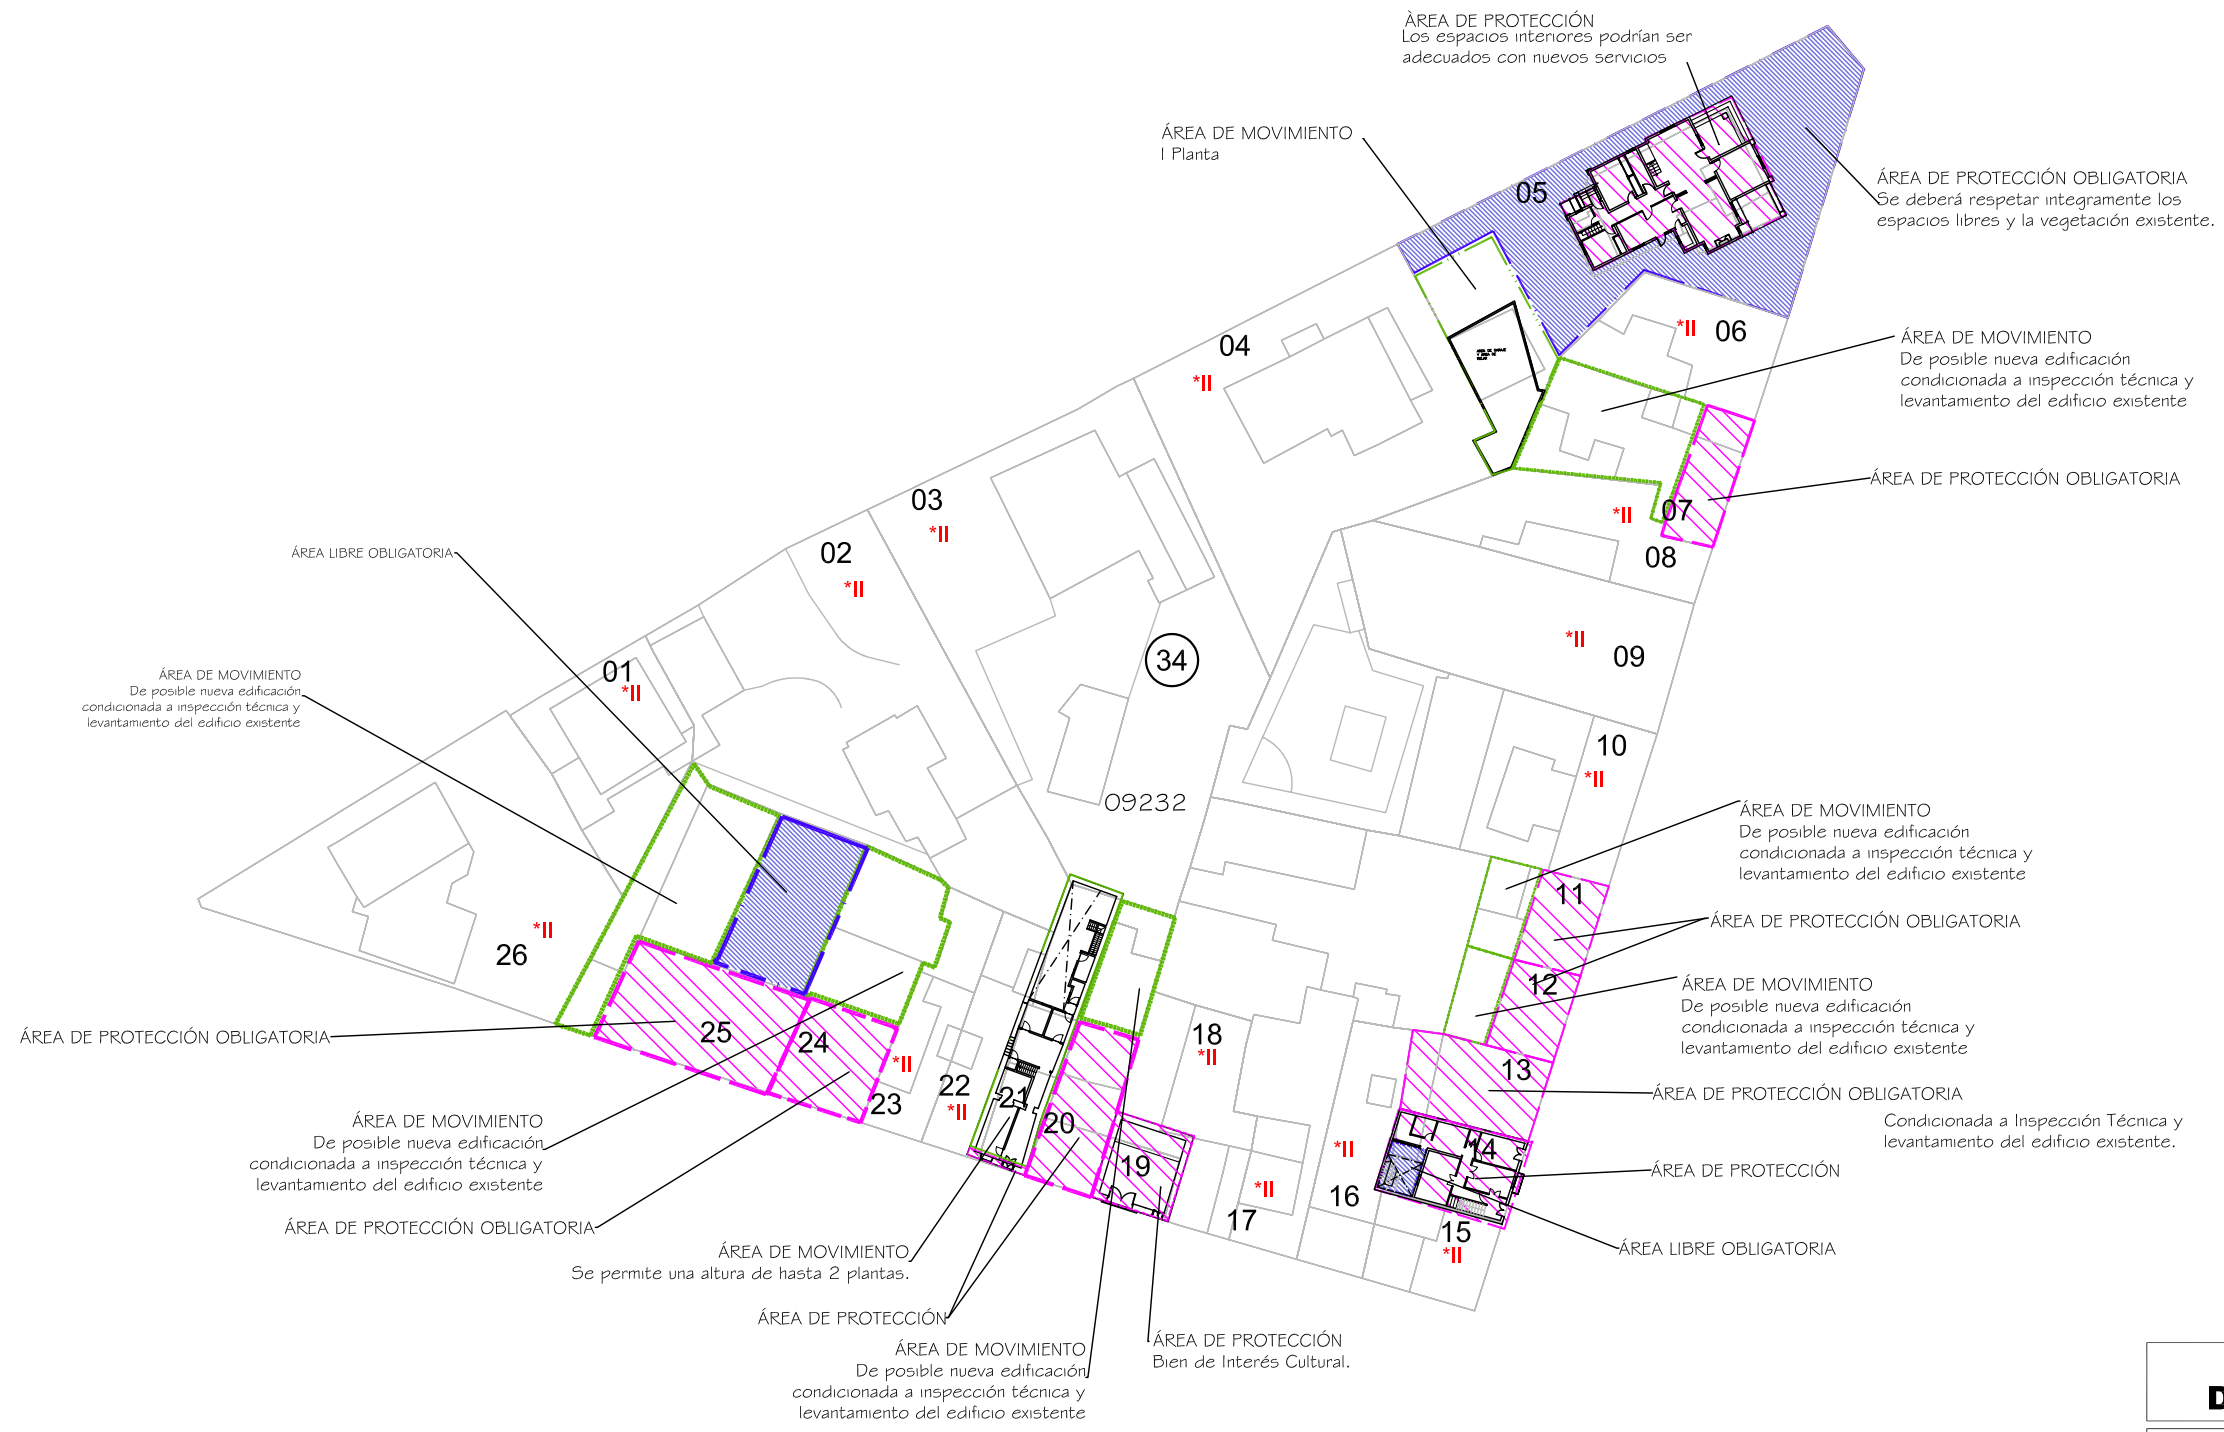 ÀREA DE PROTECCIÓN
Los espacios interiores podrían ser
adecuados con nuevos servicios
ÁREA DE MOVIMIENTO
I Planta
05
ÁREA DE PROTECCIÓN OBLIGATORIA
Se deberá respetar integramente los
espacios libres y la vegetación existente.
*II
06
04
*II
ÁREA DE MOVIMIENTO
De posible nueva edificación
condicionada a inspección técnica y
levantamiento del edificio existente
ÁREA DE PROTECCIÓN OBLIGATORIA
03
*II
*II
07
08
02
*II
ÁREA LIBRE OBLIGATORIA
*II
09
34
01
*II
ÁREA DE MOVIMIENTO
De posible nueva edificación
condicionada a inspección técnica y
levantamiento del edificio existente
10
*II
09232
ÁREA DE MOVIMIENTO
De posible nueva edificación
condicionada a inspección técnica y
levantamiento del edificio existente
11
ÁREA DE PROTECCIÓN OBLIGATORIA
*II
26
12
ÁREA DE MOVIMIENTO
De posible nueva edificación
condicionada a inspección técnica y
levantamiento del edificio existente
ÁREA DE PROTECCIÓN OBLIGATORIA
25
24
*II
23
22
*II
21
20
18
*II
13
ÁREA DE PROTECCIÓN OBLIGATORIA
Condicionada a Inspección Técnica y
levantamiento del edificio existente.
ÁREA DE MOVIMIENTO
De posible nueva edificación
condicionada a inspección técnica y
levantamiento del edificio existente
19
*II
14
ÁREA DE PROTECCIÓN
*II
16
17
15
*II
ÁREA DE PROTECCIÓN OBLIGATORIA
ÁREA LIBRE OBLIGATORIA
ÁREA DE MOVIMIENTO
Se permite una altura de hasta 2 plantas.
ÁREA DE PROTECCIÓN
ÁREA DE MOVIMIENTO
De posible nueva edificación
condicionada a inspección técnica y
levantamiento del edificio existente
ÁREA DE PROTECCIÓN
Bien de Interés Cultural.
D